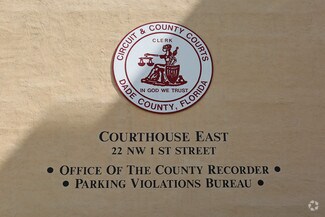 CIRCUIT & COUNTY COURTS
CLERK
IN GOD WE TRUST
DADE COUNTY, FLORIDA
COURTHOUSE EAST
22 NW 1 ST STREET
• OFFICE OF THE COUNTY RECORDER •
• PARKING VIOLATIONS BUREAU •